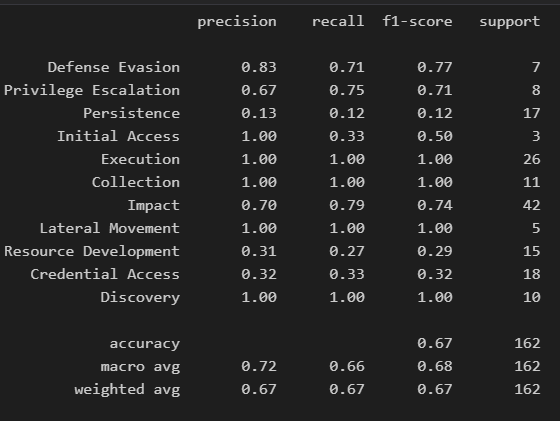 precision recall f1-score support
Defense Evasion 0.83 0.71 0.77 7
Privilege Escalation 0.67 0.75 0.71 8
Persistence 0.13 0.12 0.12 17
Initial Access 1.00 0.33 0.50 3
Execution 1.00 1.00 1.00 26
Collection 1.00 1.00 1.00 11
Impact 0.70 0.79 0.74 42
Lateral Movement 1.00 1.00 1.00 5
Resource Development 0.31 0.27 0.29 15
Credential Access 0.32 0.33 0.32 18
Discovery 1.00 1.00 1.00 10
accuracy 0.67 162
macro avg 0.72 0.66 0.68 162
weighted avg 0.67 0.67 0.67 162